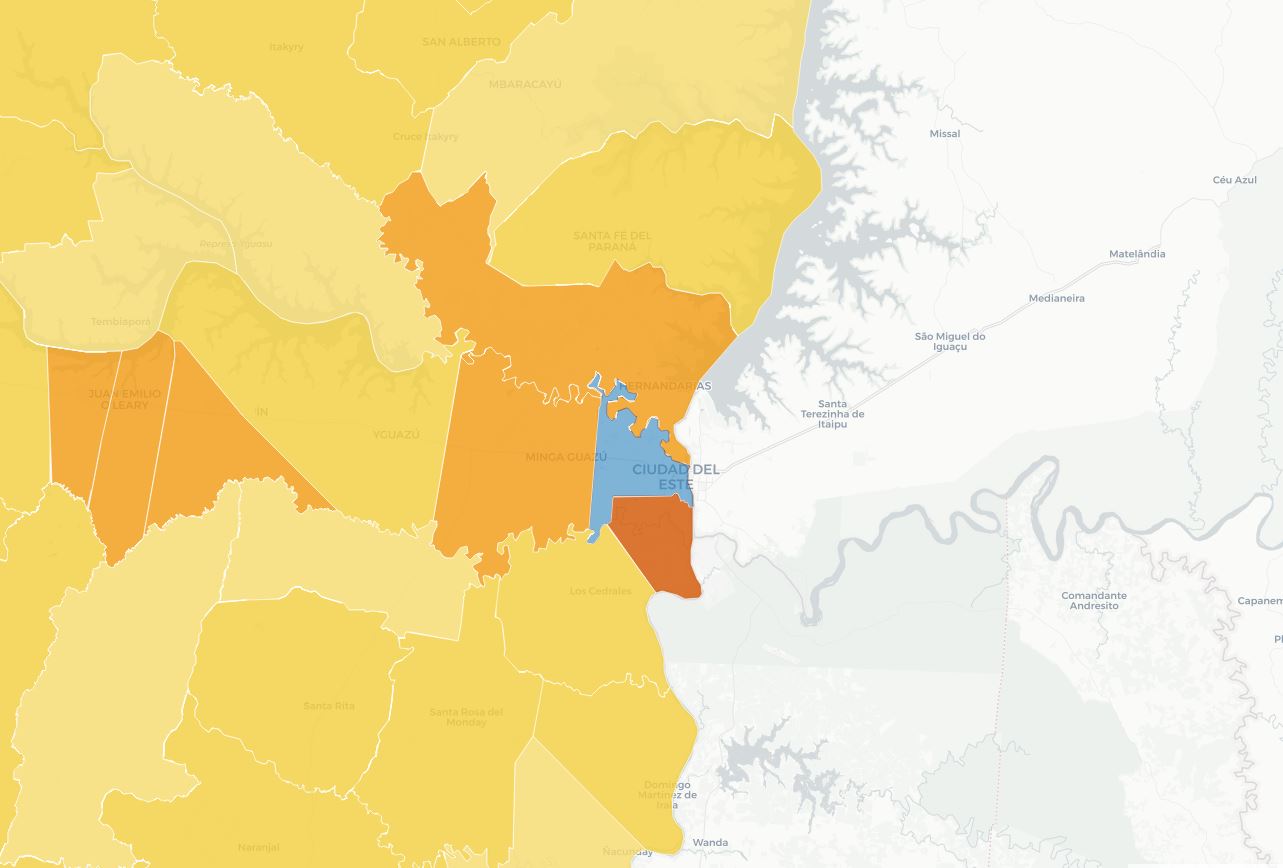 Itakyry
SAN ALBERTO
MBARACAYÚ
Cruce Itakyry
Missal
Céu Azul
SANTA FÉ DEL
PARANÁ
Represa Yguasu
Matelândia
Medianeira
Tembiaporá
São Miguel do
Iguaçu
HERNANDARIAS
JUAN EMILIO
O'LEARY
ÍN
Santa
Terezinha de
Itaipu
YGUAZÚ
MINGA GUAZÚ
CIUDAD DEL
ESTE
Los Cedrales
Comandante
Andresito
Capanem
Santa Rita
Santa Rosa del
Monday
Domingo
Martínez de
Irala
Naranjal
Ñacunday
Wanda